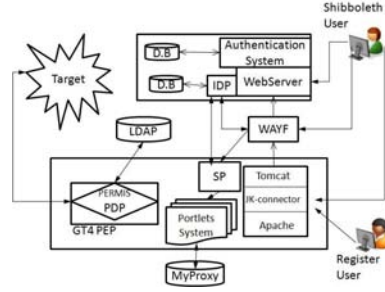 Shibboleth
User
D.B
Authentication
System
D.B
IDP
WebServer
Target
LDAP
WAYF
SP
Tomcat
PERMIS
PDP
JK-connector
GT4 PEP
Portlets
System
Apache
Register
User
MyProxy